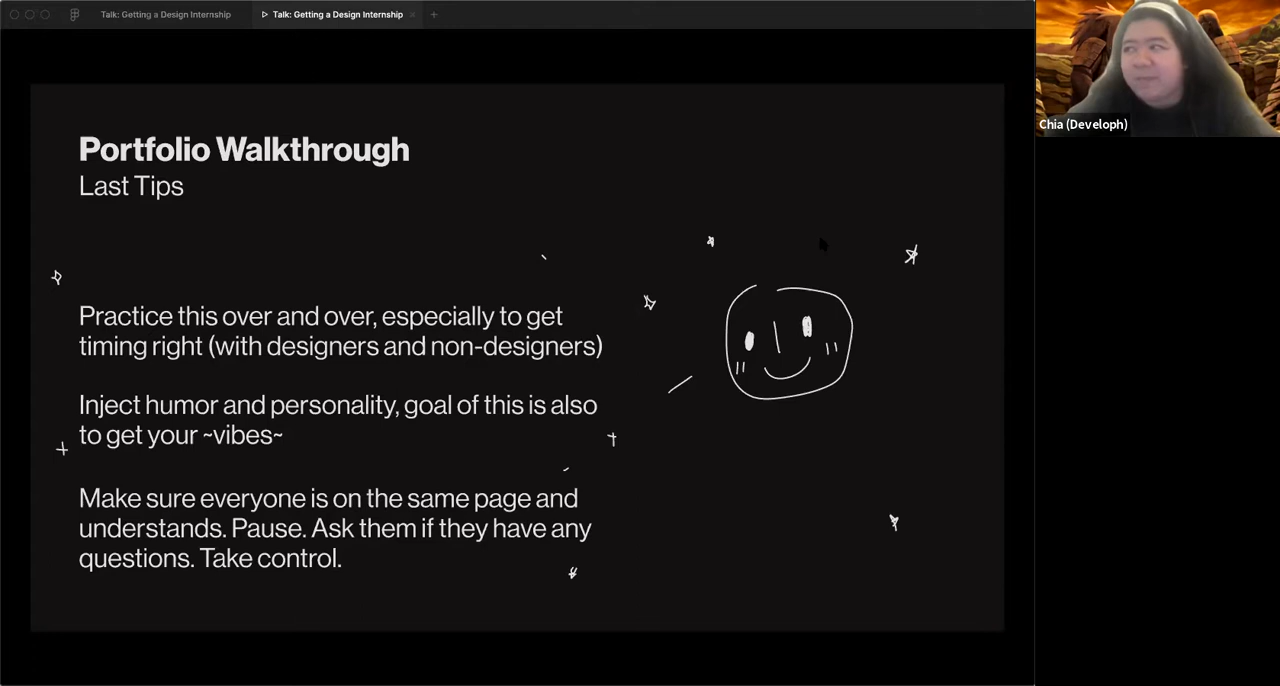 Talk: Getting a Design Internship
Talk: Getting a Design Internship
Portfolio Walkthrough
Last Tips
Practice this over and over, especially to get
timing right (with designers and non-designers)
Inject humor and personality, goal of this is also
to get your ~vibes~
Make sure everyone is on the same page and
understands. Pause. Ask them if they have any
questions. Take control.
Chia (Developh)